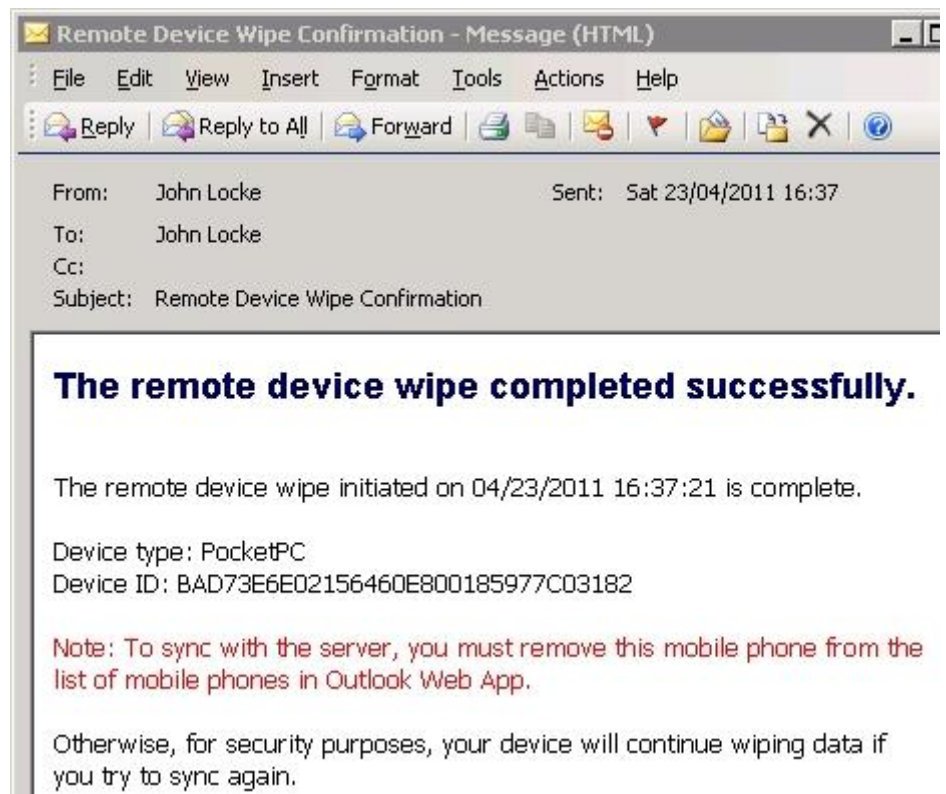 Remote Device Wipe Confirmation - Message (HTML)
File Edit View Insert Format Tools Actions Help
Reply Reply to All Forward
From: John Locke Sent: Sat 23/04/2011 16:37
To: John Locke
Cc:
Subject: Remote Device Wipe Confirmation
The remote device wipe completed successfully.
The remote device wipe initiated on 04/23/2011 16:37:21 is complete.
Device type: PocketPC
Device ID: BAD73E6E02156460E800185977C03182
Note: To sync with the server, you must remove this mobile phone from the
list of mobile phones in Outlook Web App.
Otherwise, for security purposes, your device will continue wiping data if
you try to sync again.